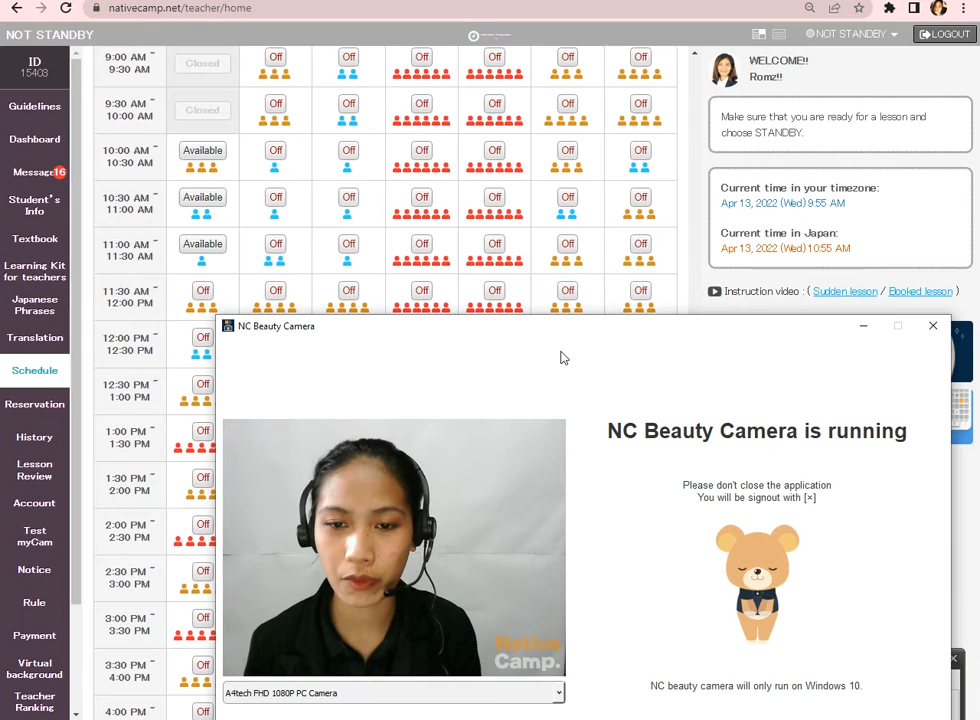 nativecamp.net/teacher/home
NOT STANDBY
NOT STANDBY
LOGOUT
ID
15403
Guidelines
Dashboard
Message 16
Student's
Info
Textbook
Learning Kit
for teachers
Japanese
Phrases
Translation
Schedule
Reservation
History
Lesson
Review
Account
Test
myCam
Notice
Rule
Payment
Virtual
background
Teacher
Ranking
9:00 AM ~
9:30 AM
Closed Off Off Off Off Off Off
9:30 AM ~
10:00 AM
Closed Off Off Off Off Off Off
10:00 AM ~
10:30 AM
Available Off Off Off Off Off Off
10:30 AM ~
11:00 AM
Available Off Off Off Off Off Off
11:00 AM ~
11:30 AM
Available Off Off Off Off Off Off
11:30 AM ~
12:00 PM
Off Off Off Off Off Off Off
12:00 PM ~
12:30 PM
Off
12:30 PM ~
1:00 PM
Off
1:00 PM ~
1:30 PM
Off
1:30 PM ~
2:00 PM
Off
2:00 PM ~
2:30 PM
Off
2:30 PM ~
3:00 PM
Off
3:00 PM ~
3:30 PM
Off
3:30 PM ~
4:00 PM
Off
4:00 PM ~
Off
WELCOME!!
Romz!!
Make sure that you are ready for a lesson and
choose STANDBY.
Current time in your timezone:
Apr 13, 2022 (Wed) 9:55 AM
Current time in Japan:
Apr 13, 2022 (Wed) 10:55 AM
Instruction video : ( Sudden lesson / Booked lesson )
NC Beauty Camera
NC Beauty Camera is running
Please don't close the application
You will be signout with [×]
Native
Camp.
A4tech FHD 1080P PC Camera
NC beauty camera will only run on Windows 10.